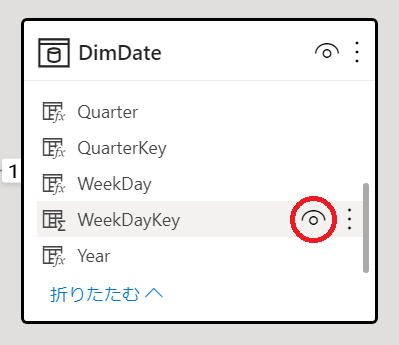 DimDate
Quarter
QuarterKey
WeekDay
1
WeekDayKey
Year
折りたたむ